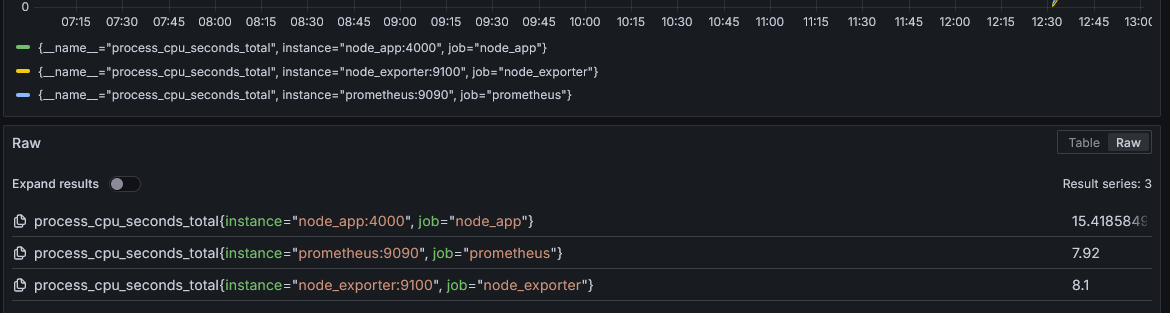 0
07:15 07:30 07:45 08:00 08:15 08:30 08:45 09:00 09:15 09:30 09:45 10:00 10:15 10:30 10:45 11:00 11:15 11:30 11:45 12:00 12:15 12:30 12:45 13:00
{__name__="process_cpu_seconds_total", instance="node_app:4000", job="node_app"}
{__name__="process_cpu_seconds_total", instance="node_exporter:9100", job="node_exporter"}
{__name__="process_cpu_seconds_total", instance="prometheus:9090", job="prometheus"}
Raw Table Raw
Expand results Result series: 3
process_cpu_seconds_total{instance="node_app:4000", job="node_app"} 15.4185849
process_cpu_seconds_total{instance="prometheus:9090", job="prometheus"} 7.92
process_cpu_seconds_total{instance="node_exporter:9100", job="node_exporter"} 8.1